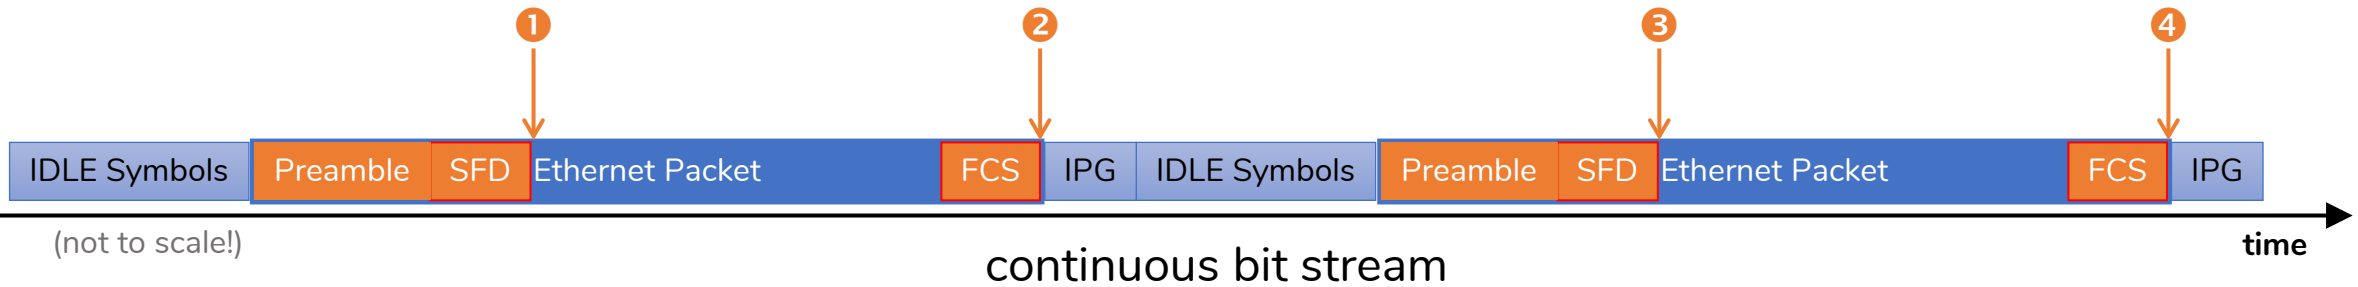 1 2 3 4
IDLE Symbols Preamble SFD Ethernet Packet FCS IPG IDLE Symbols Preamble SFD Ethernet Packet FCS IPG
(not to scale!) time
continuous bit stream